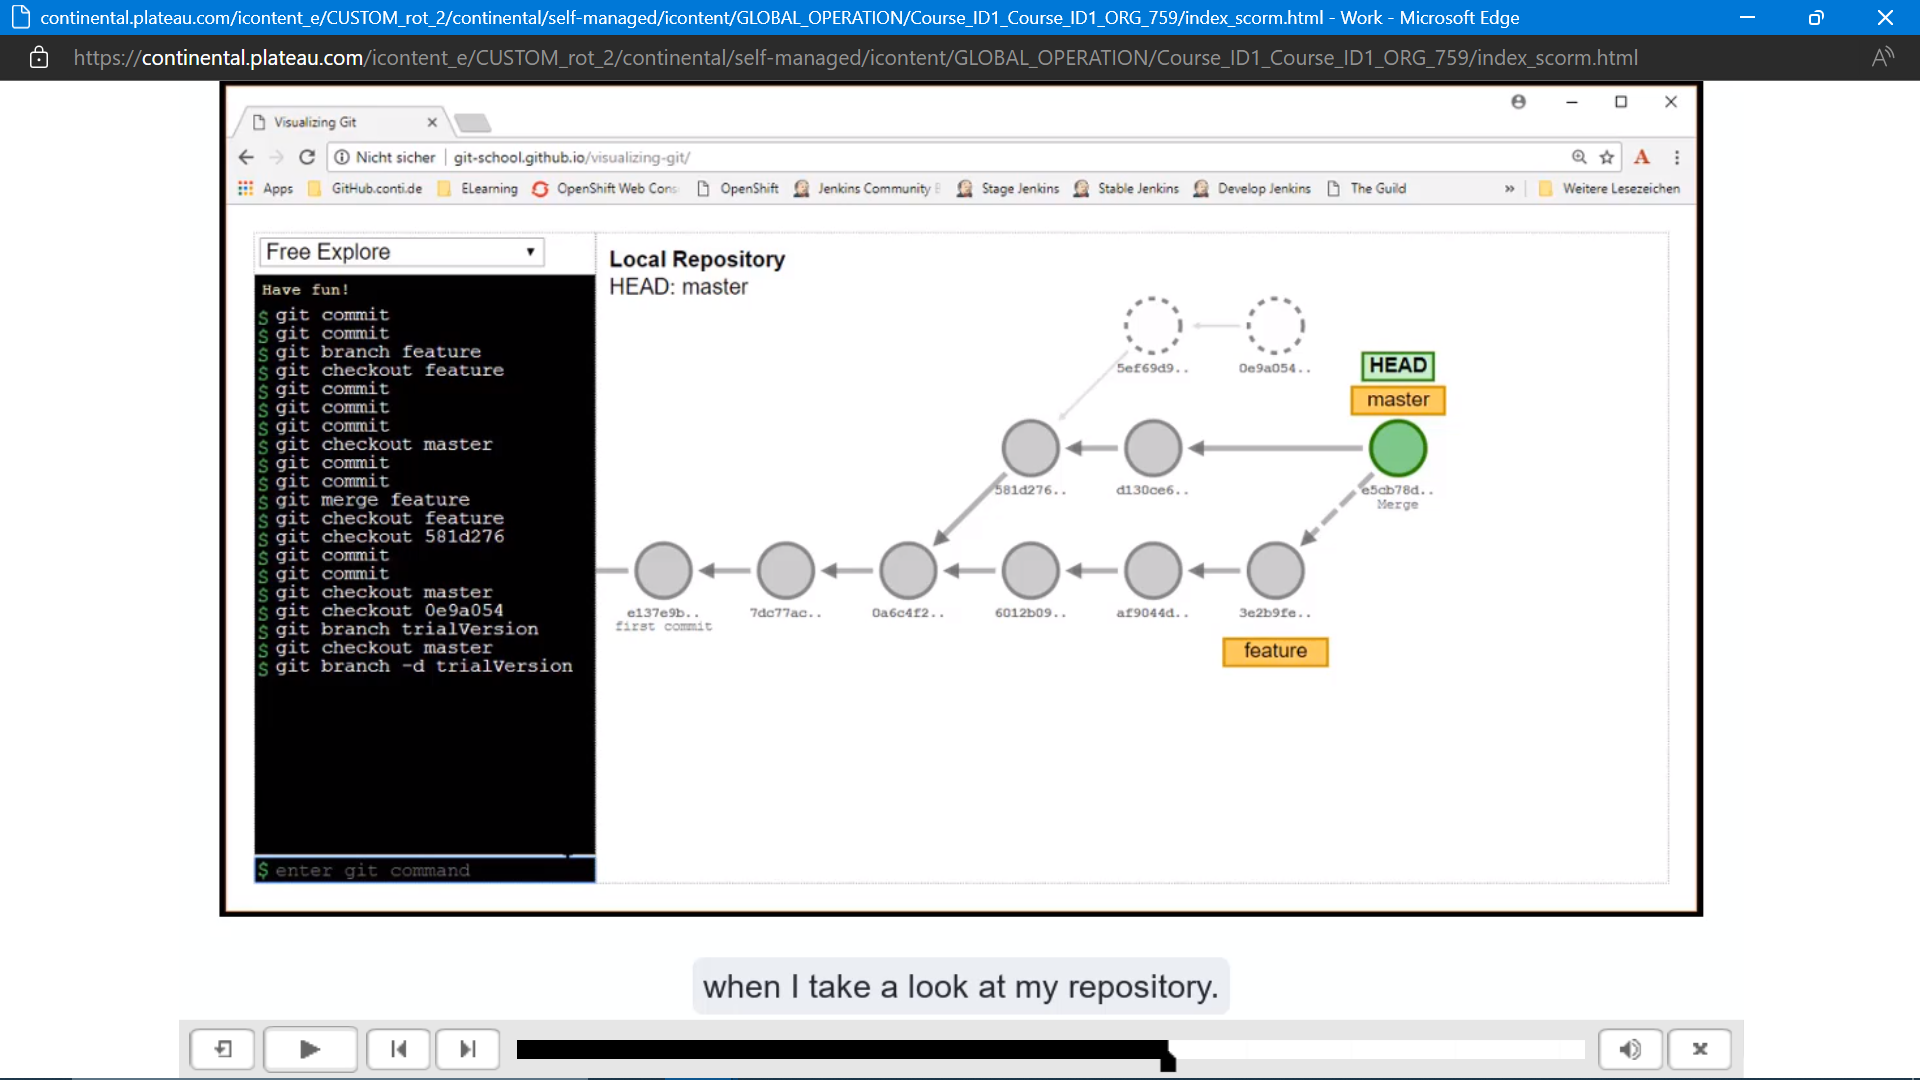 continental.plateau.com/icontent_e/CUSTOM_rot_2/continental/self-managed/icontent/GLOBAL_OPERATION/Course_ID1_Course_ID1_ORG_759/index_scorm.html - Work - Microsoft Edge
https://continental.plateau.com/icontent_e/CUSTOM_rot_2/continental/self-managed/icontent/GLOBAL_OPERATION/Course_ID1_Course_ID1_ORG_759/index_scorm.html
Visualizing Git
Nicht sicher git-school.github.io/visualizing-git/
Apps GitHub.conti.de ELearning OpenShift Web Cons OpenShift Jenkins Community Stage Jenkins Stable Jenkins Develop Jenkins The Guild » Weitere Lesezeichen
Free Explore
Have fun!
$ git commit
$ git commit
$ git branch feature
$ git checkout feature
$ git commit
$ git commit
$ git commit
$ git checkout master
$ git commit
$ git commit
$ git merge feature
$ git checkout feature
$ git checkout 581d276
$ git commit
$ git commit
$ git checkout master
$ git checkout 0e9a054
$ git branch trialVersion
$ git checkout master
$ git branch -d trialVersion
$ enter git command
Local Repository
HEAD: master
5ef69d9.. 0e9a054..
HEAD
master
581d276.. d130ce6.. e5cb78d..
Merge
e137e9b.. 7dc77ac.. 0a6c4f2.. 6012b09.. af9044d.. 3e2b9fe..
first commit
feature
when I take a look at my repository.